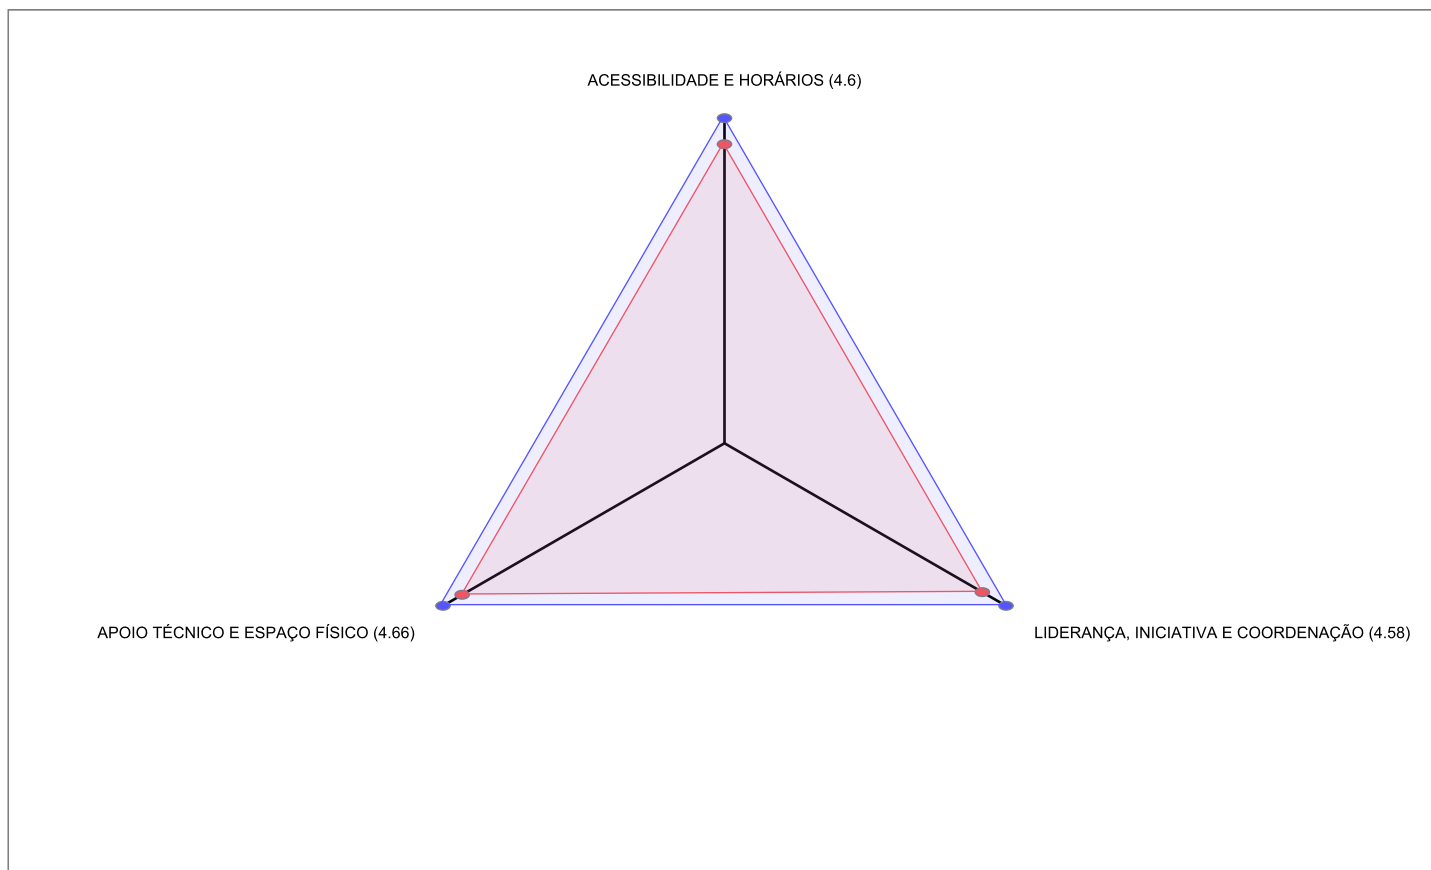 ACESSIBILIDADE E HORÁRIOS (4.6)
APOIO TÉCNICO E ESPAÇO FÍSICO (4.66)
LIDERANÇA, INICIATIVA E COORDENAÇÃO (4.58)